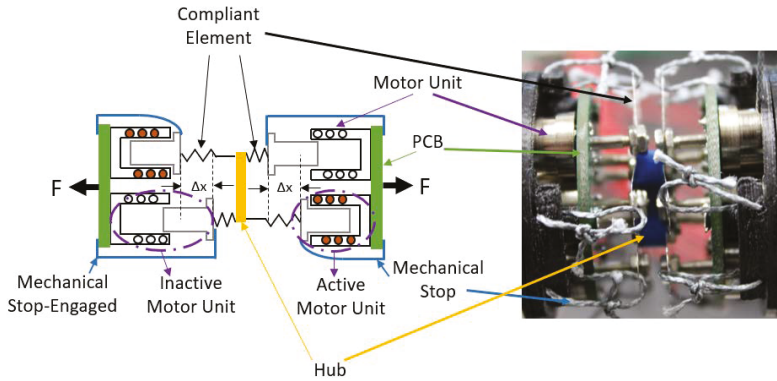 Compliant
Element
Motor Unit
PCB
F
Δx
Δx
F
Mechanical
Stop-Engaged
Inactive
Motor Unit
Active
Motor Unit
Mechanical
Stop
Hub